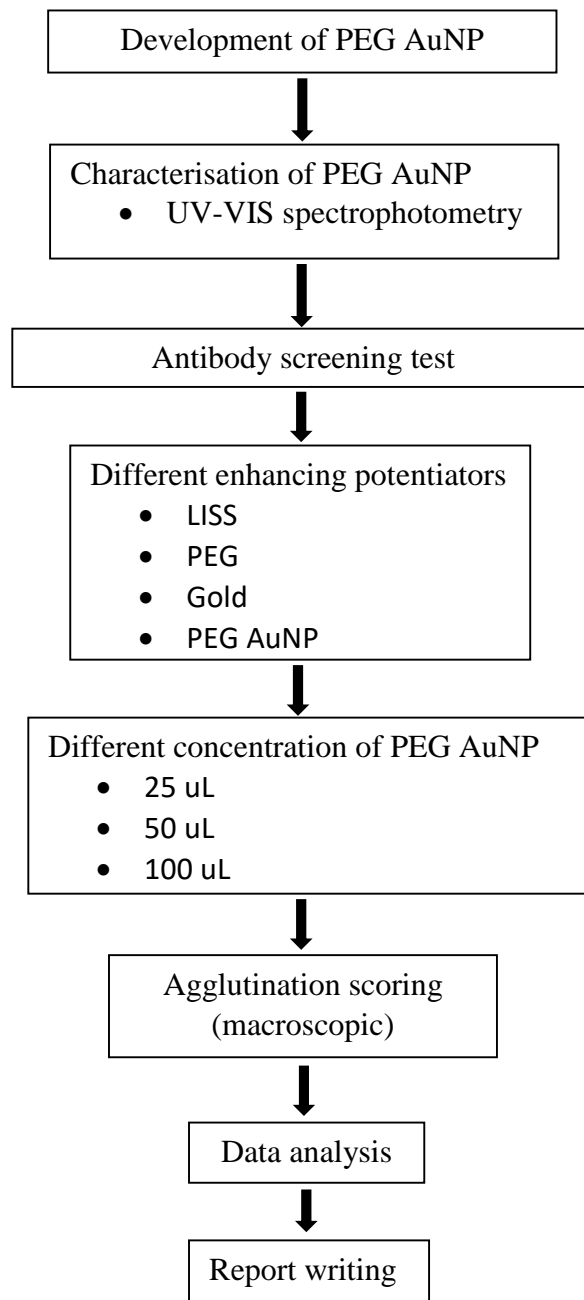 Development of PEG AuNP
Characterisation of PEG AuNP
• UV-VIS spectrophotometry
Antibody screening test
Different enhancing potentiators
• LISS
• PEG
• Gold
• PEG AuNP
Different concentration of PEG AuNP
• 25 uL
• 50 uL
• 100 uL
Agglutination scoring
(macroscopic)
Data analysis
Report writing